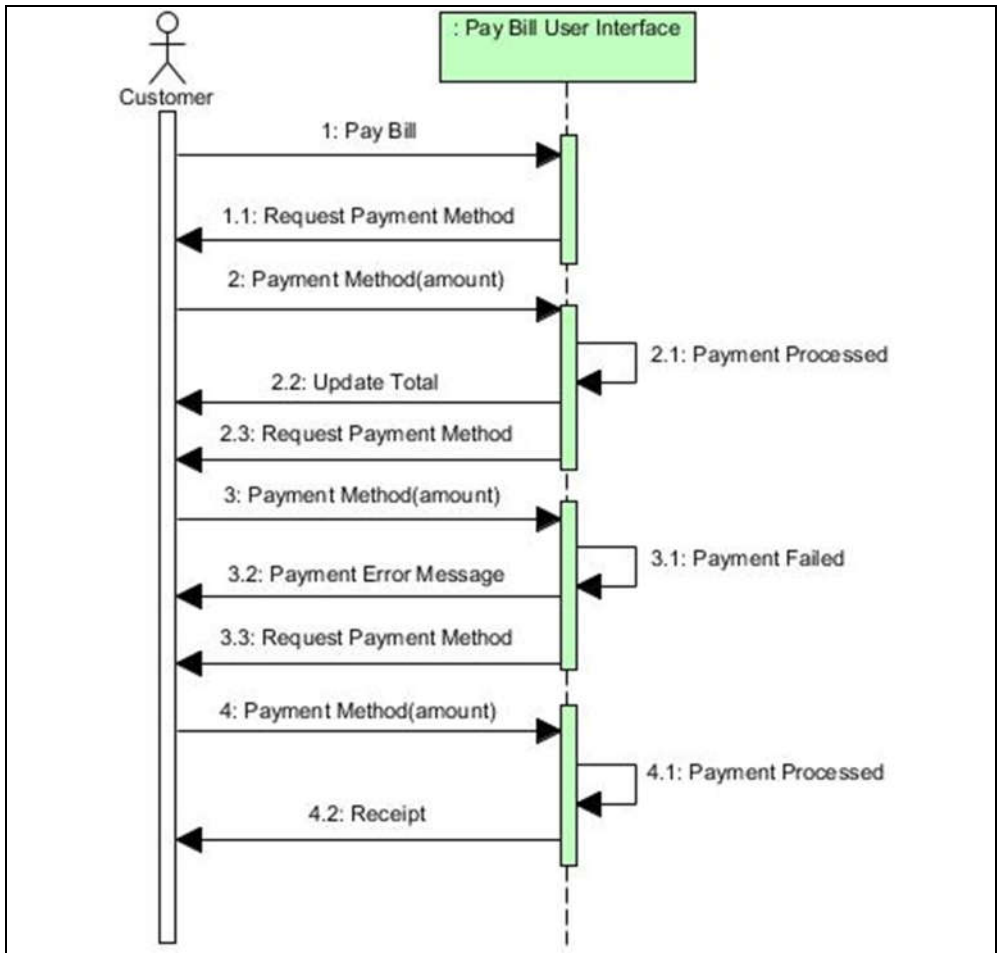 : Pay Bill User Interface
Customer
1: Pay Bill
1.1: Request Payment Method
2: Payment Method(amount)
2.1: Payment Processed
2.2: Update Total
2.3: Request Payment Method
3: Payment Method(amount)
3.1: Payment Failed
3.2: Payment Error Message
3.3: Request Payment Method
4: Payment Method(amount)
4.1: Payment Processed
4.2: Receipt